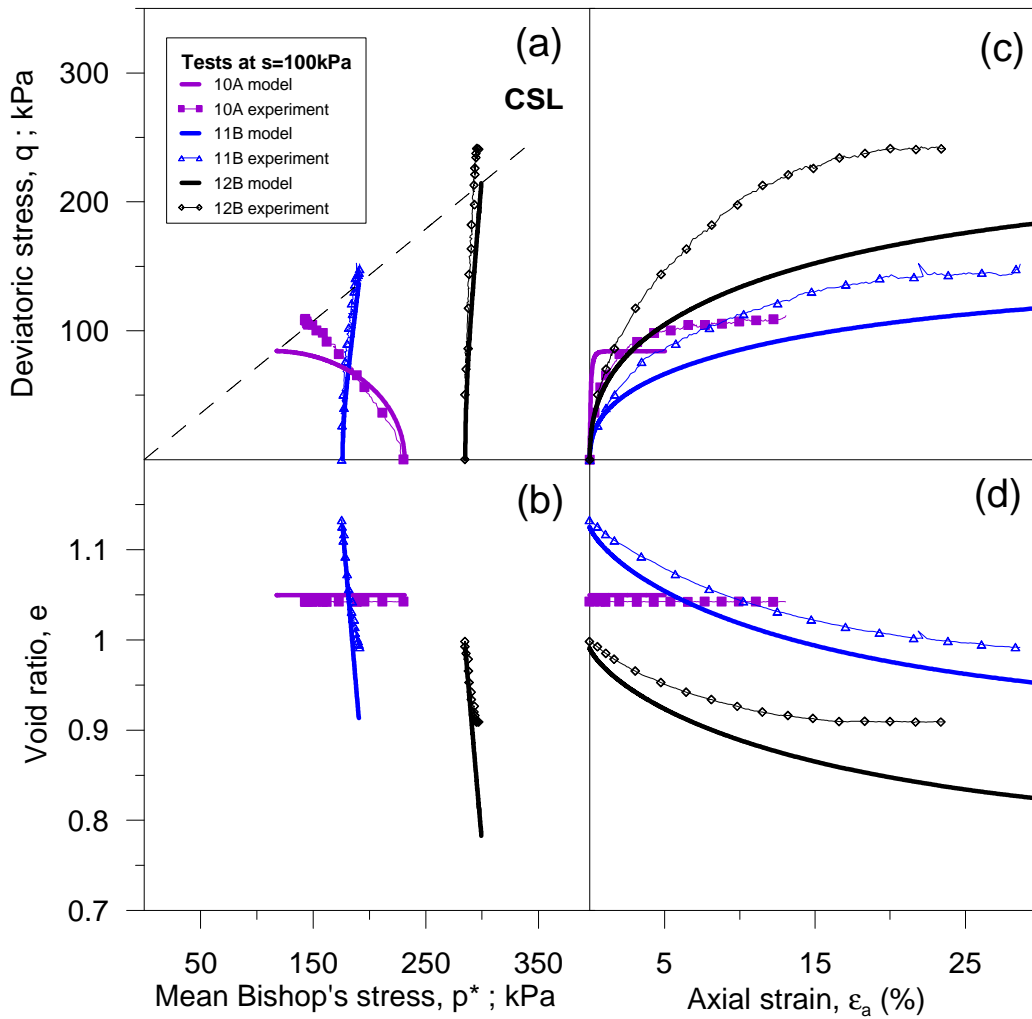 (a)
(c)
Tests at s=100kPa
10A model
10A experiment
11B model
11B experiment
12B model
12B experiment
CSL
300
200
100
0
Deviatoric stress, q ; kPa
(b)
(d)
1.1
1
0.9
0.8
0.7
Void ratio, e
50
150
250
350
5
15
25
Mean Bishop's stress, p* ; kPa
Axial strain, εa (%)